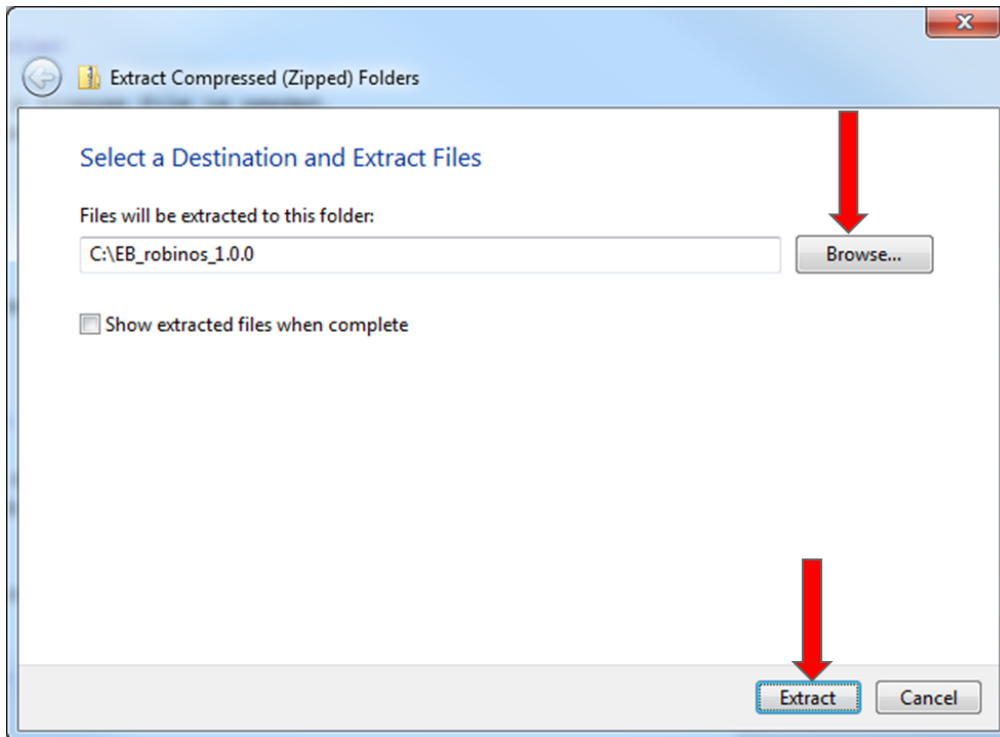 Extract Compressed (Zipped) Folders
Select a Destination and Extract Files
Files will be extracted to this folder:
C:\EB_robinos_1.0.0
Browse...
Show extracted files when complete
Extract
Cancel